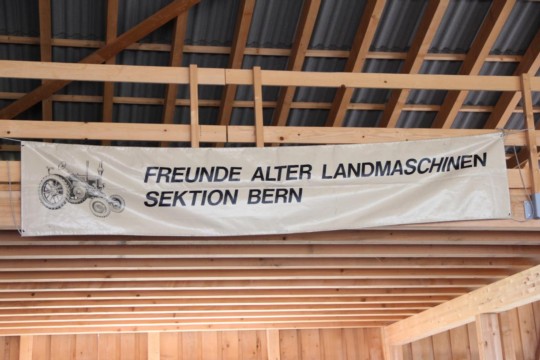 FREUNDE ALTER LANDMASCHINEN
SEKTION BERN